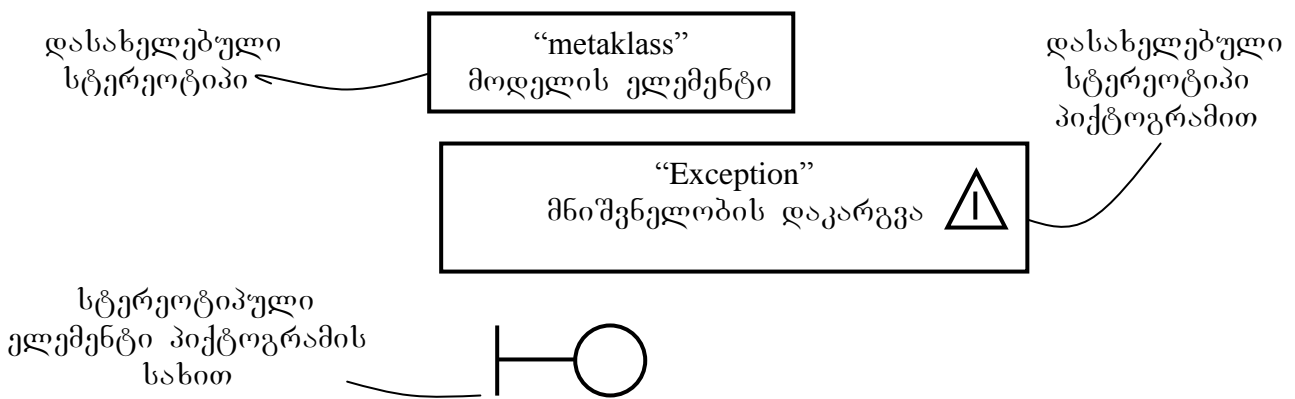 დასახელებული
სტერეოტიპი
“metaklass”
მოდელის ელემენტი
დასახელებული
სტერეოტიპი
პიქტოგრამით
“Exception”
მნიშვნელობის დაკარგვა
სტერეოტიპული
ელემენტი პიქტოგრამის
სახით